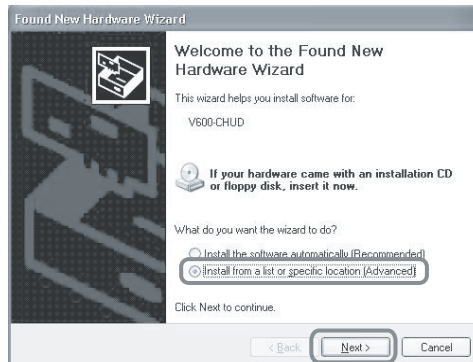 Found New Hardware Wizard
Welcome to the Found New
Hardware Wizard
This wizard helps you install software for:
V600-CHUD
If your hardware came with an installation CD
or floppy disk, insert it now.
What do you want the wizard to do?
Install the software automatically (Recommended)
Install from a list or specific location (Advanced)
Click Next to continue.
< Back
Next >
Cancel